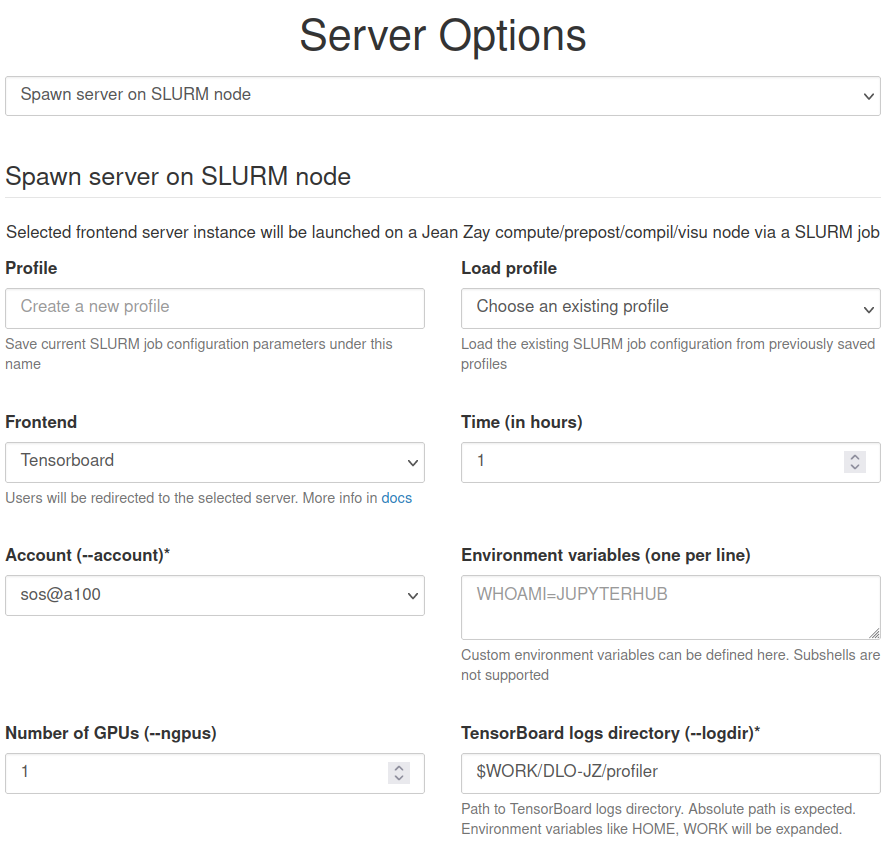 Server Options
Spawn server on SLURM node
Spawn server on SLURM node
Selected frontend server instance will be launched on a Jean Zay compute/prepost/compil/visu node via a SLURM job
Profile
Create a new profile
Save current SLURM job configuration parameters under this
name
Load profile
Choose an existing profile
Load the existing SLURM job configuration from previously saved
profiles
Frontend
Tensorboard
Users will be redirected to the selected server. More info in docs
Time (in hours)
1
Account (--account)*
sos@a100
Environment variables (one per line)
WHOAMI=JUPYTERHUB
Custom environment variables can be defined here. Subshells are
not supported
Number of GPUs (--ngpus)
1
TensorBoard logs directory (--logdir)*
$WORK/DLO-JZ/profiler
Path to TensorBoard logs directory. Absolute path is expected.
Environment variables like HOME, WORK will be expanded.